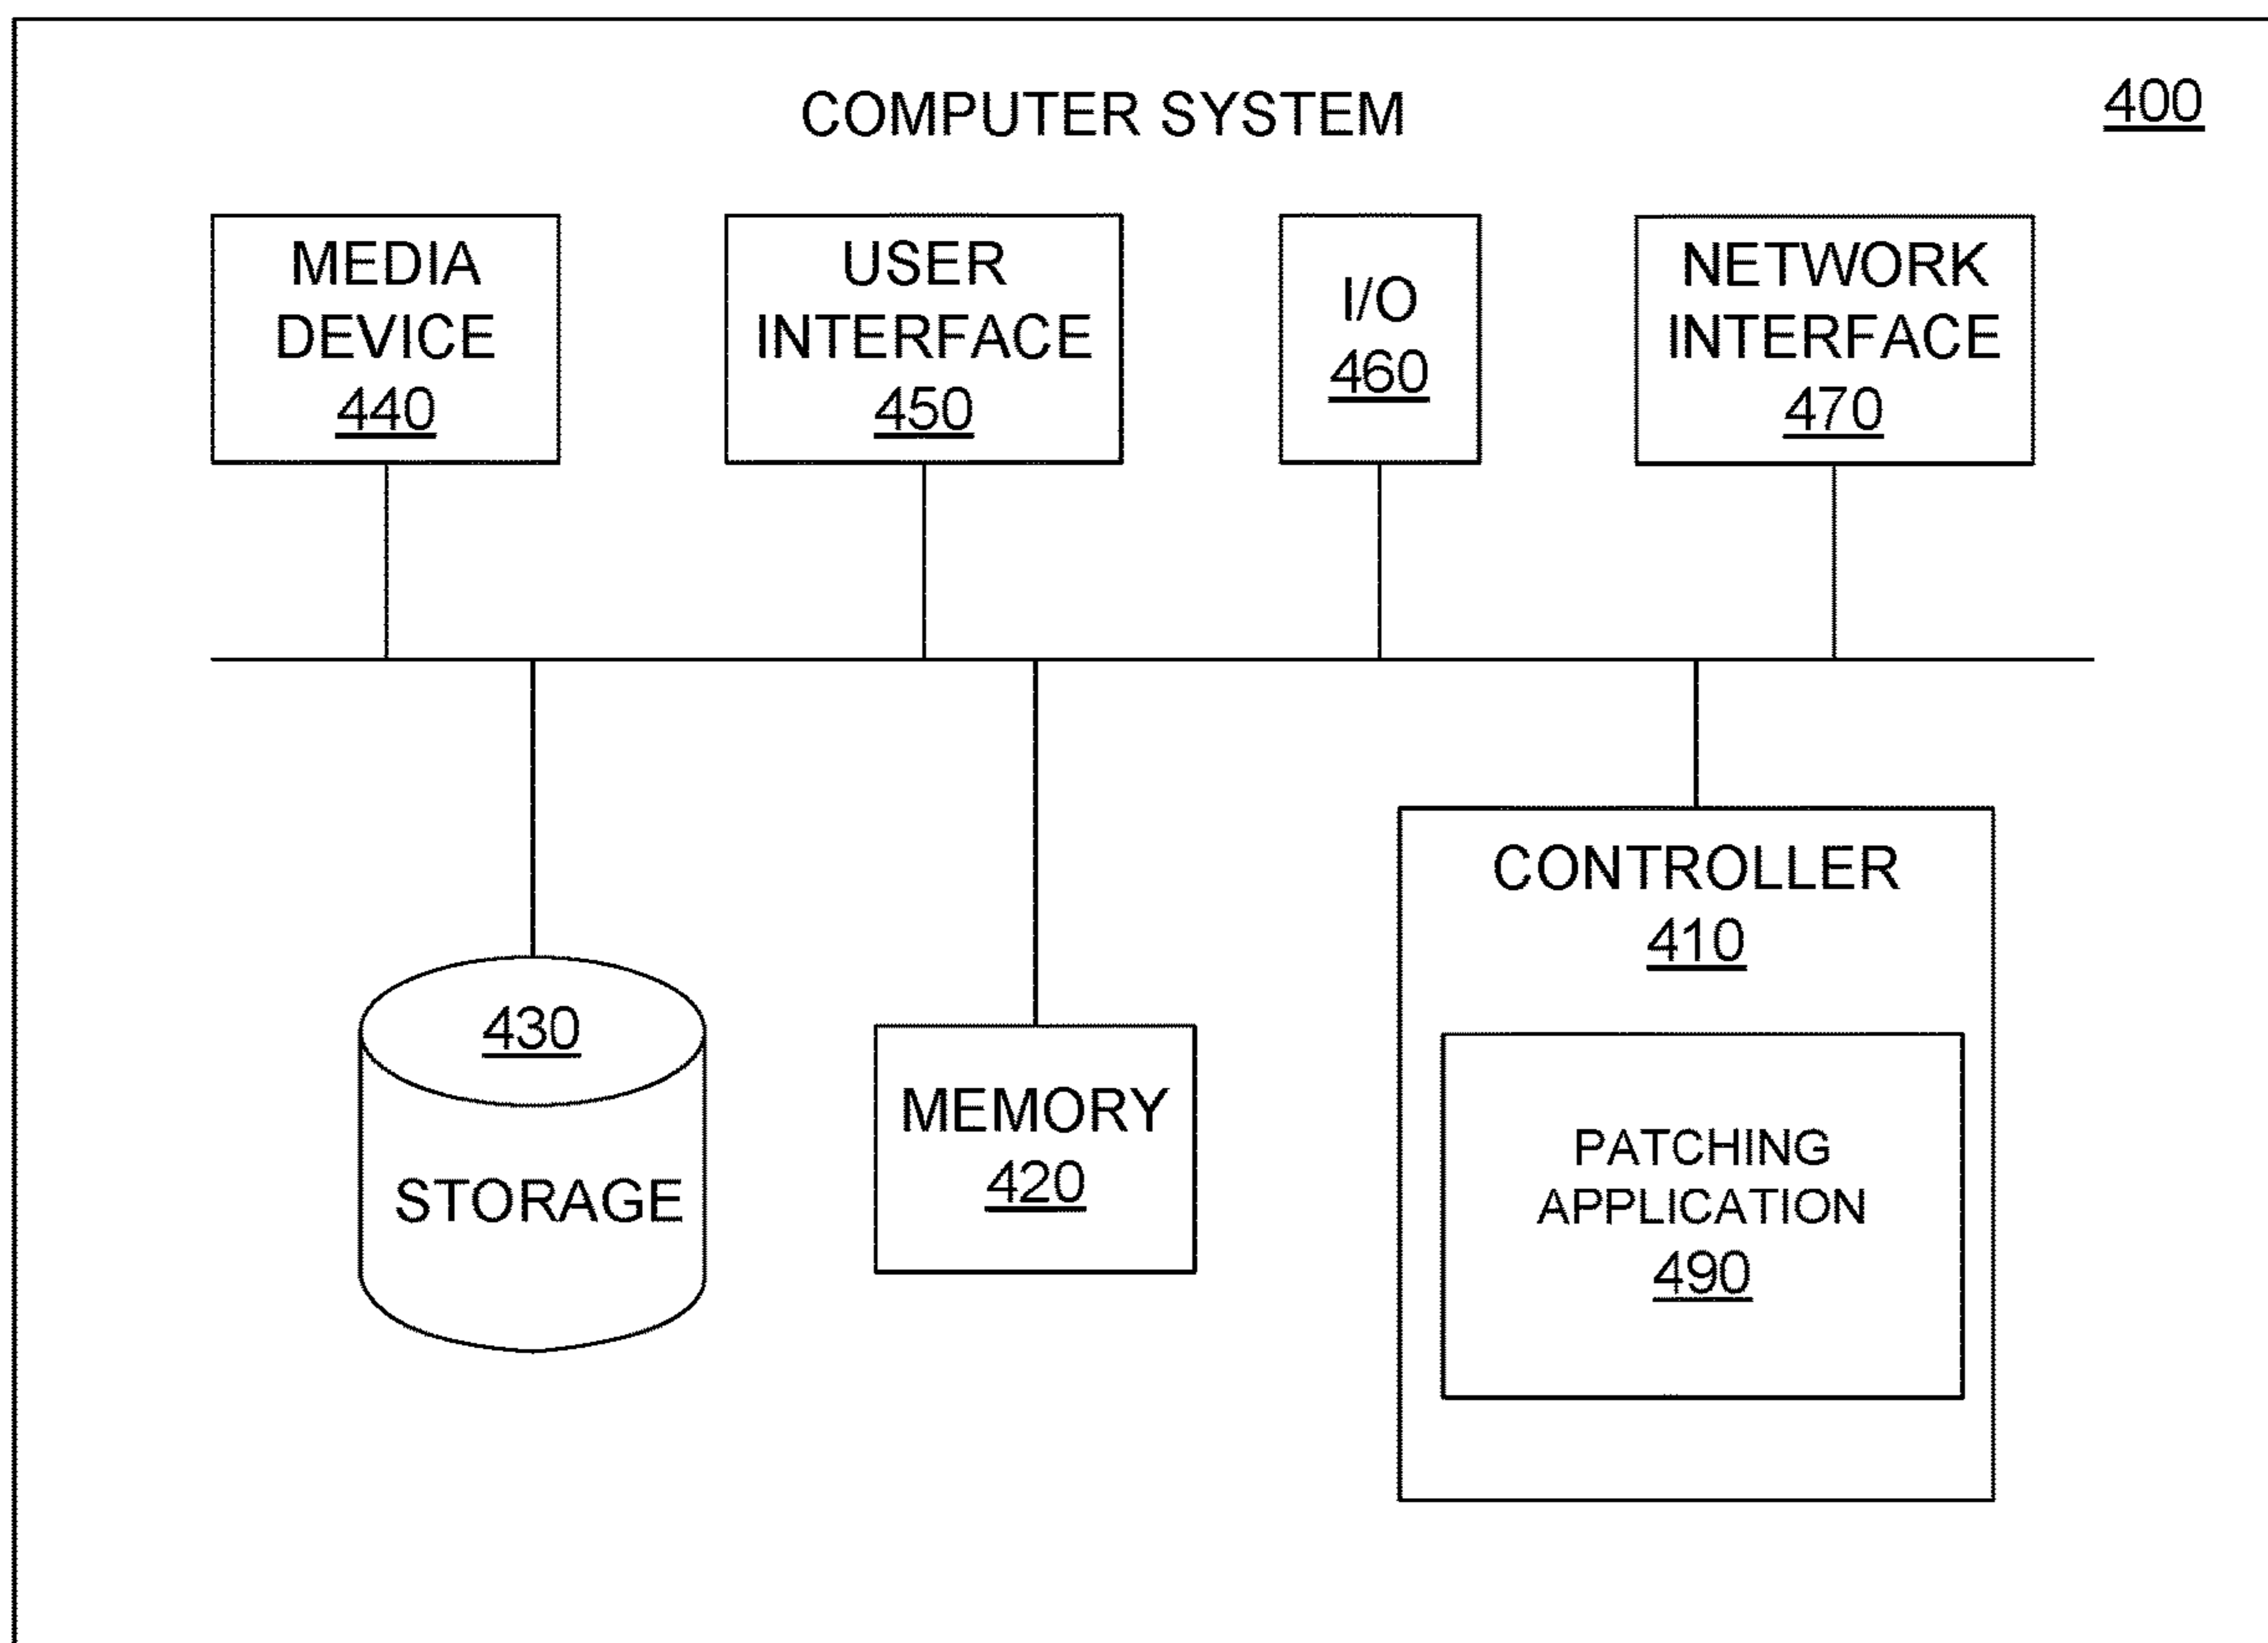 COMPUTER SYSTEM
400
MEDIA
DEVICE
440
USER
INTERFACE
450
I/O
460
NETWORK
INTERFACE
470
430
STORAGE
MEMORY
420
CONTROLLER
410
PATCHING
APPLICATION
490